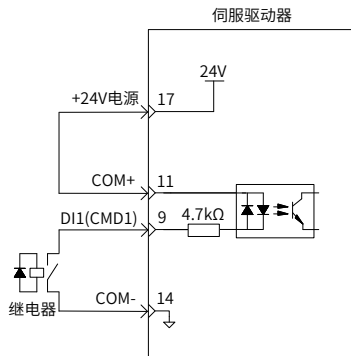 伺服驱动器
24V
+24V电源
17
COM+
11
DI1(CMD1)
9
4.7kΩ
COM-
14
继电器